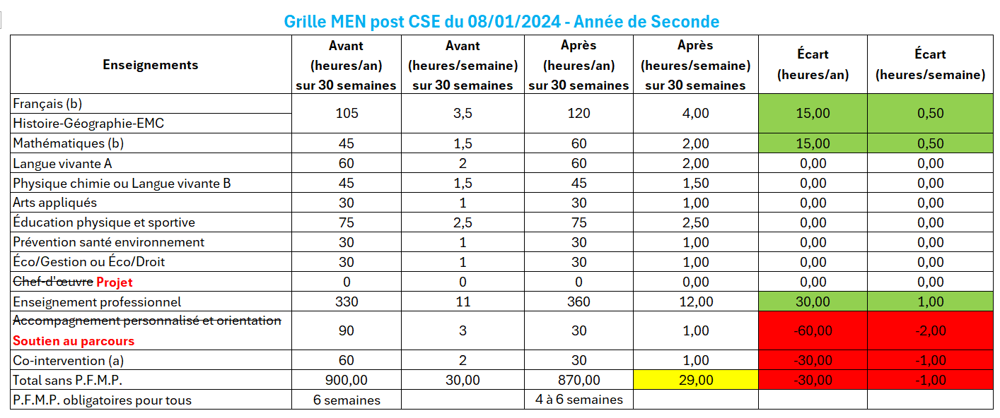 Grille MEN post CSE du 08/01/2024 - Année de Seconde
Enseignements | Avant (heures/an) sur 30 semaines | Avant (heures/semaine) sur 30 semaines | Après (heures/an) sur 30 semaines | Après (heures/semaine) sur 30 semaines | Écart (heures/an) | Écart (heures/semaine)
Français (b)
Histoire-Géographie-EMC | 105 | 3,5 | 120 | 4,00 | 15,00 | 0,50
Mathématiques (b) | 45 | 1,5 | 60 | 2,00 | 15,00 | 0,50
Langue vivante A | 60 | 2 | 60 | 2,00 | 0,00 | 0,00
Physique chimie ou Langue vivante B | 45 | 1,5 | 45 | 1,50 | 0,00 | 0,00
Arts appliqués | 30 | 1 | 30 | 1,00 | 0,00 | 0,00
Éducation physique et sportive | 75 | 2,5 | 75 | 2,50 | 0,00 | 0,00
Prévention santé environnement | 30 | 1 | 30 | 1,00 | 0,00 | 0,00
Éco/Gestion ou Éco/Droit | 30 | 1 | 30 | 1,00 | 0,00 | 0,00
Chef-d'œuvre Projet | 0 | 0 | 0 | 0,00 | 0,00 | 0,00
Enseignement professionnel | 330 | 11 | 360 | 12,00 | 30,00 | 1,00
Accompagnement personnalisé et orientation
Soutien au parcours | 90 | 3 | 30 | 1,00 | -60,00 | -2,00
Co-intervention (a) | 60 | 2 | 30 | 1,00 | -30,00 | -1,00
Total sans P.F.M.P. | 900,00 | 30,00 | 870,00 | 29,00 | -30,00 | -1,00
P.F.M.P. obligatoires pour tous | 6 semaines | | 4 à 6 semaines | | |